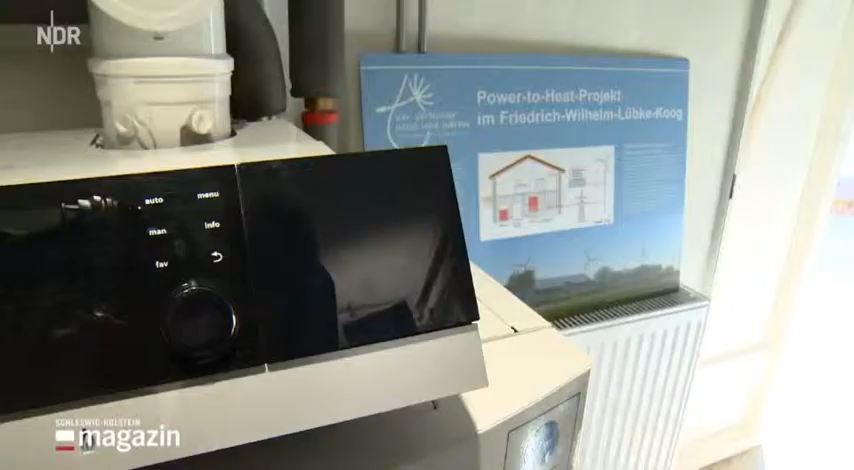 NDR
Power-to-Heat-Projekt
im Friedrich-Wilhelm-Lübke-Koog
auto
menu
man
info
fav
SCHLESWIG-HOLSTEIN
magazin